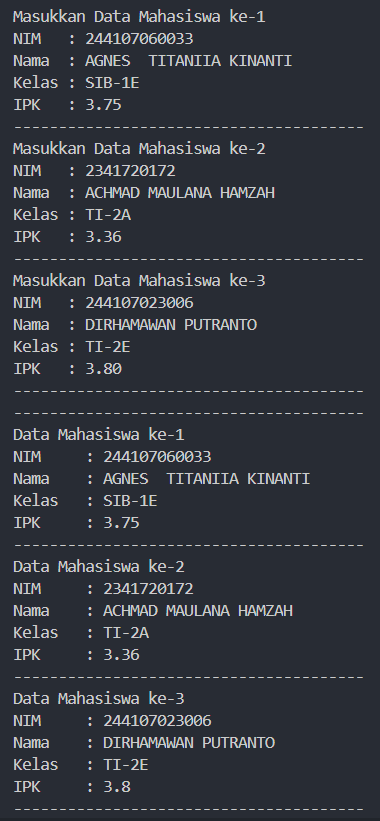 Masukkan Data Mahasiswa ke-1
NIM   : 244107060033
Nama  : AGNES  TITANIIA KINANTI
Kelas : SIB-1E
IPK   : 3.75
---------------------------------------
Masukkan Data Mahasiswa ke-2
NIM   : 2341720172
Nama  : ACHMAD MAULANA HAMZAH
Kelas : TI-2A
IPK   : 3.36
---------------------------------------
Masukkan Data Mahasiswa ke-3
NIM   : 244107023006
Nama  : DIRHAMAWAN PUTRANTO
Kelas : TI-2E
IPK   : 3.80
---------------------------------------
---------------------------------------
Data Mahasiswa ke-1
NIM     : 244107060033
Nama    : AGNES  TITANIIA KINANTI
Kelas   : SIB-1E
IPK     : 3.75
---------------------------------------
Data Mahasiswa ke-2
NIM     : 2341720172
Nama    : ACHMAD MAULANA HAMZAH
Kelas   : TI-2A
IPK     : 3.36
---------------------------------------
Data Mahasiswa ke-3
NIM     : 244107023006
Nama    : DIRHAMAWAN PUTRANTO
Kelas   : TI-2E
IPK     : 3.8
---------------------------------------